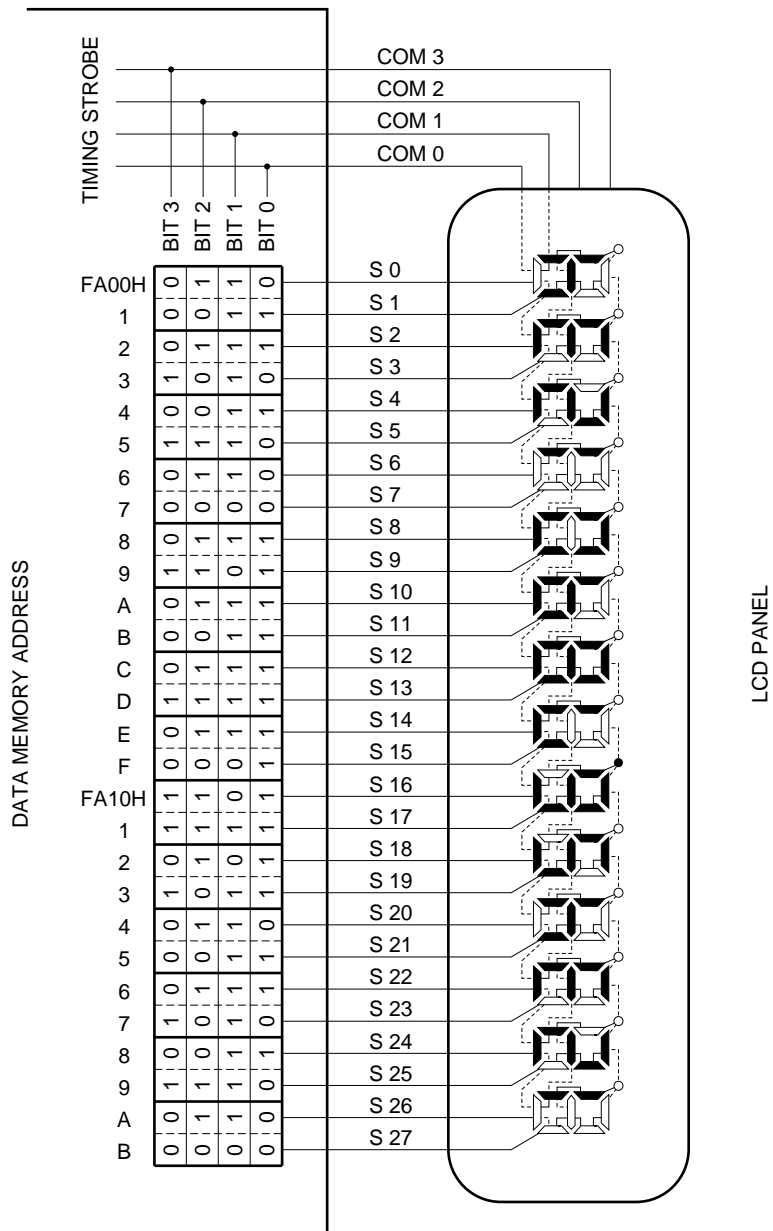 TIMING STROBE
COM 3
COM 2
COM 1
COM 0
BIT 3 BIT 2 BIT 1 BIT 0
DATA MEMORY ADDRESS
FA00H 0 1 1 0 S 0
1 0 0 1 1 S 1
2 0 1 1 1 S 2
3 1 0 1 0 S 3
4 0 0 1 1 S 4
5 1 1 1 0 S 5
6 0 1 1 0 S 6
7 0 0 0 0 S 7
8 0 1 1 1 S 8
9 1 1 0 1 S 9
A 0 1 1 1 S 10
B 0 0 1 1 S 11
C 0 1 1 1 S 12
D 1 1 1 1 S 13
E 0 1 1 1 S 14
F 0 0 0 1 S 15
FA10H 1 1 0 1 S 16
1 1 1 1 1 S 17
2 0 1 0 1 S 18
3 1 0 1 1 S 19
4 0 1 1 0 S 20
5 0 0 1 1 S 21
6 0 1 1 1 S 22
7 1 0 1 0 S 23
8 0 0 1 1 S 24
9 1 1 1 0 S 25
A 0 1 1 0 S 26
B 0 0 0 0 S 27
LCD PANEL